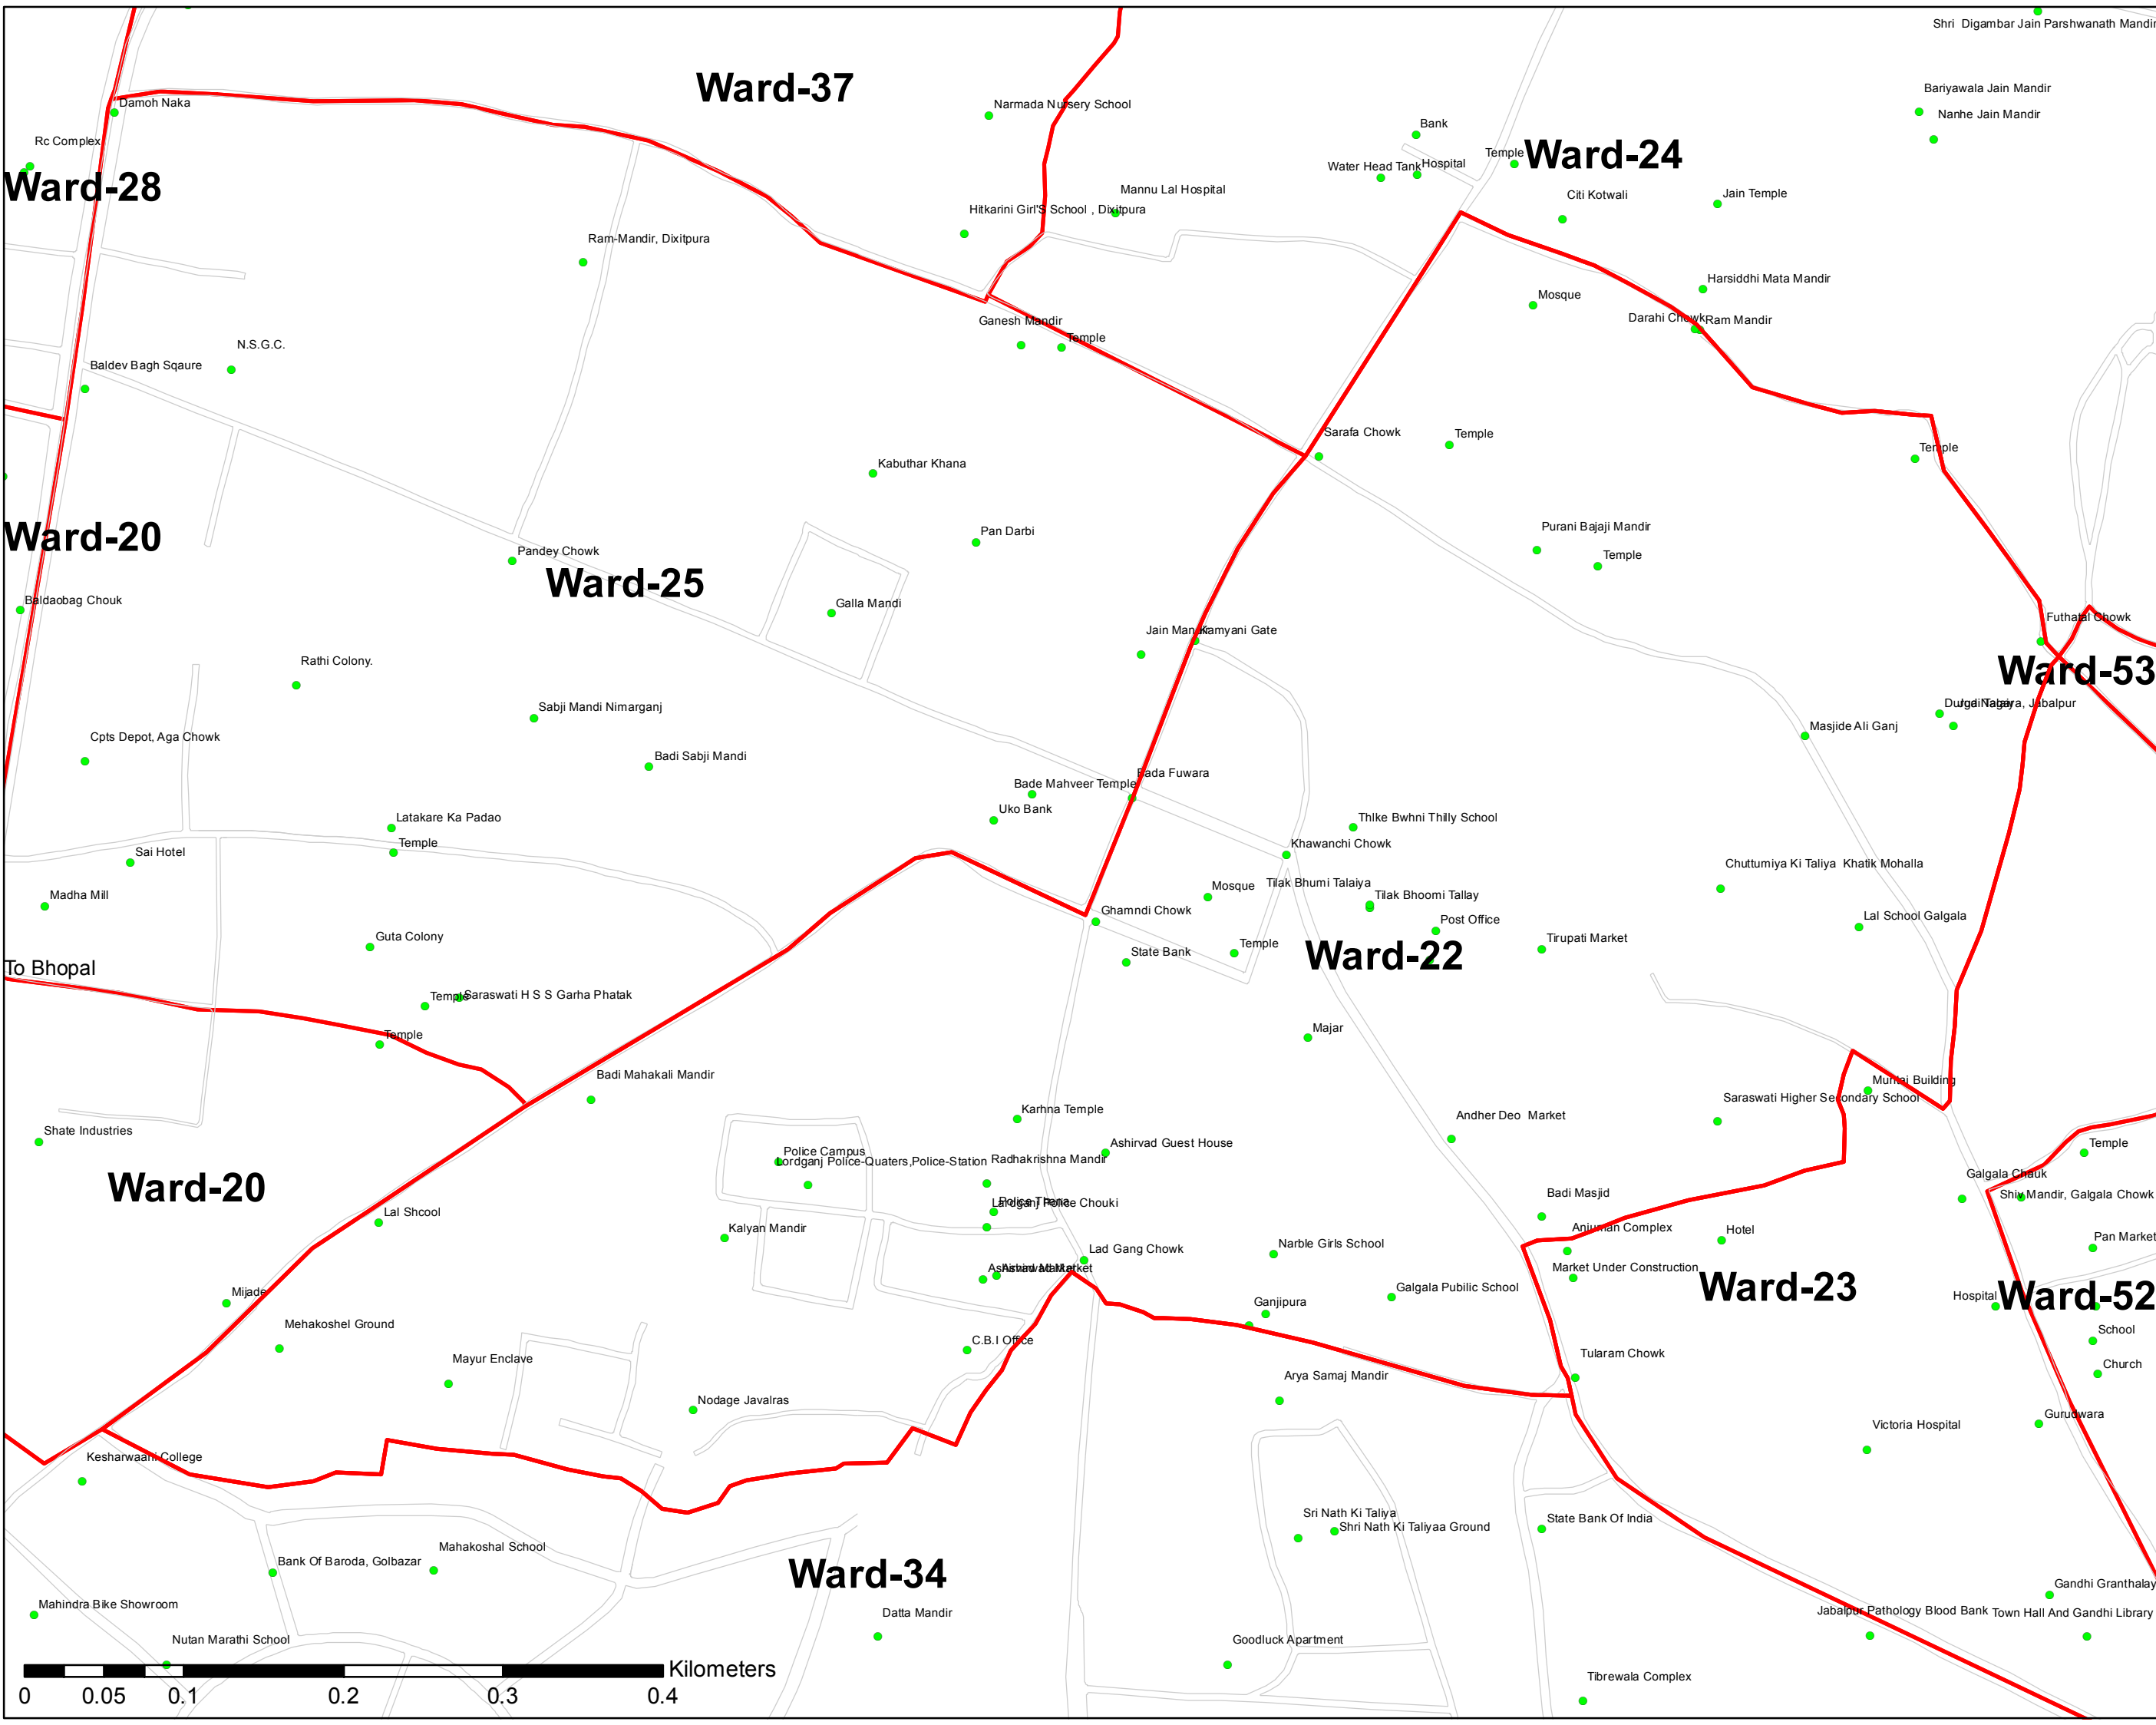 Shri Digambar Jain Parshwanath Mandir
Ward-37
Damoh Naka
Narmada Nursery School
Bariyawala Jain Mandir
Nanhe Jain Mandir
Bank
Rc Complex
Ward-28
Temple
Ward-24
Water Head Tank
Hospital
Mannu Lal Hospital
Citi Kotwali
Jain Temple
Hitkarini Girl'S School , Dixitpura
Ram-Mandir, Dixitpura
Harsiddhi Mata Mandir
Mosque
Ganesh Mandir
Temple
Darahi Chowk
Ram Mandir
N.S.G.C.
Baldev Bagh Sqaure
Sarafa Chowk
Temple
Temple
Kabuthar Khana
Pan Darbi
Purani Bajaji Mandir
Temple
Ward-20
Pandey Chowk
Ward-25
Baldaobag Chouk
Galla Mandi
Jain Mandir
Kamyani Gate
Futhatal Chowk
Ward-53
Rathi Colony.
Sabji Mandi Nimarganj
Masjide Ali Ganj
Cpts Depot, Aga Chowk
Badi Sabji Mandi
Bade Mahveer Temple
Bada Fuwara
Uko Bank
Latakare Ka Padao
Temple
Thlke Bwhni Thilly School
Khawanchi Chowk
Sai Hotel
Chuttumiya Ki Taliya Khatik Mohalla
Madha Mill
Mosque
Tilak Bhumi Talaiya
Tilak Bhoomi Tallay
Ghamndi Chowk
Post Office
Lal School Galgala
Guta Colony
State Bank
Temple
Ward-22
Tirupati Market
To Bhopal
Temple
Saraswati H S S Garha Phatak
Temple
Majar
Badi Mahakali Mandir
Munlai Building
Saraswati Higher Secondary School
Karhna Temple
Andher Deo Market
Shate Industries
Ashirvad Guest House
Temple
Police Campus
Lordganj Police-Quaters,Police-Station
Radhakrishna Mandir
Ward-20
Galgala Chauk
Shiv Mandir, Galgala Chowk
Police Thana
Lardganj Police Chouki
Badi Masjid
Lal Shcool
Kalyan Mandir
Anjuman Complex
Hotel
Pan Market
Lad Gang Chowk
Narble Girls School
Market Under Construction
Ward-23
Mijade
Galgala Pubilic School
Hospital
Ward-52
Ganjipura
Mehakoshel Ground
C.B.I Office
School
Mayur Enclave
Tularam Chowk
Church
Nodage Javalras
Arya Samaj Mandir
Victoria Hospital
Gurudwara
Kesharwaani College
Sri Nath Ki Taliya
Shri Nath Ki Taliyaa Ground
State Bank Of India
Mahakoshal School
Bank Of Baroda, Golbazar
Ward-34
Gandhi Granthalay
Mahindra Bike Showroom
Datta Mandir
Jabalpur Pathology Blood Bank
Town Hall And Gandhi Library
Nutan Marathi School
Goodluck Apartment
Tibrewala Complex
Kilometers
0 0.05 0.1 0.2 0.3 0.4